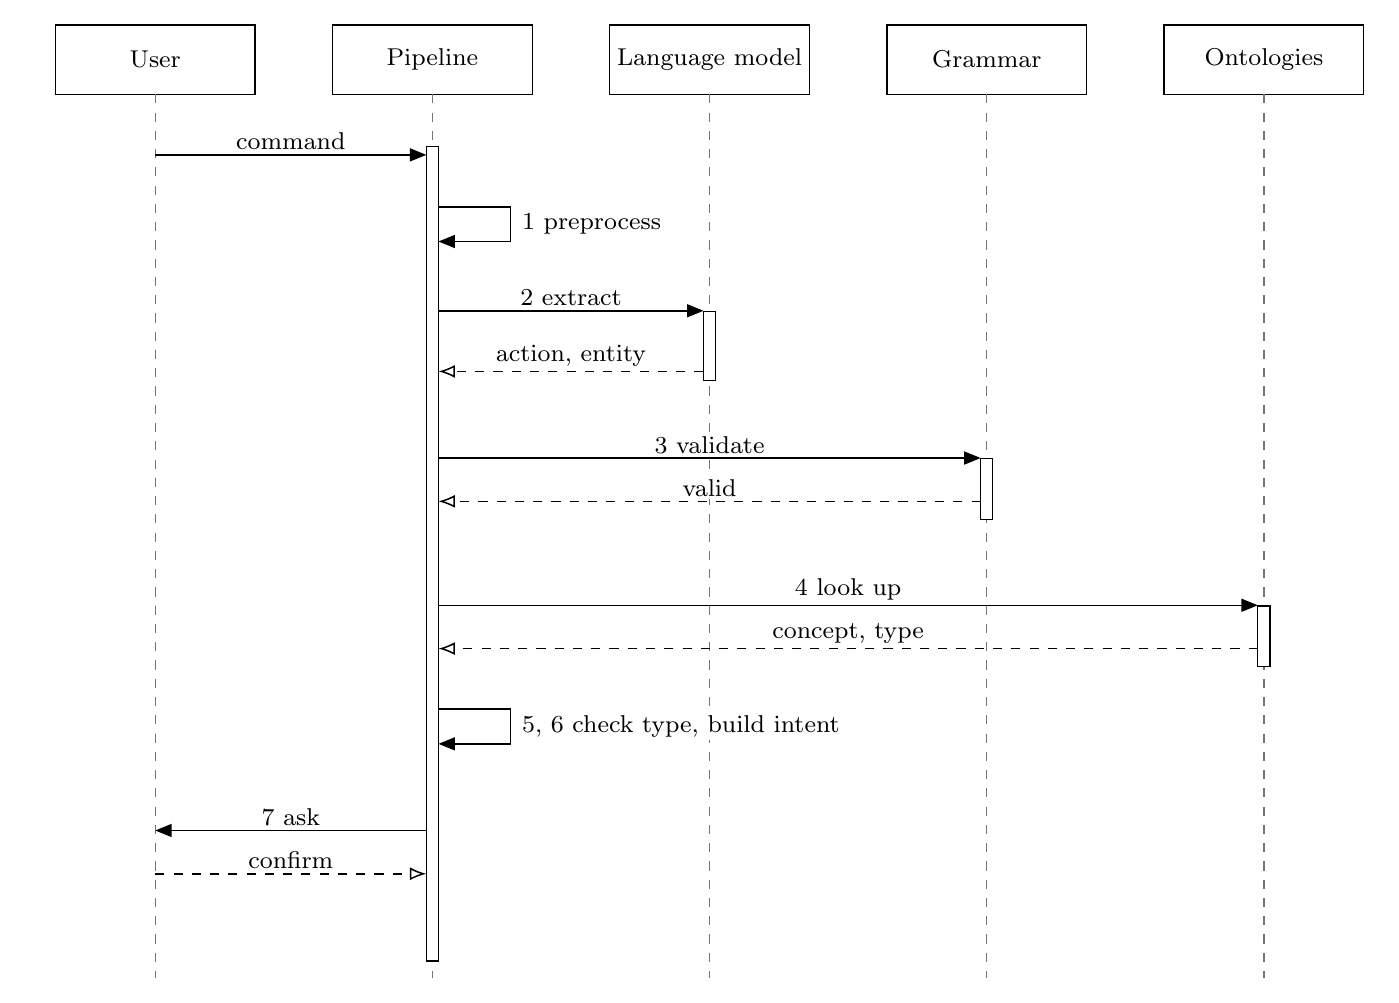 User
Pipeline
Language model
Grammar
Ontologies
command
1 preprocess
2 extract
action, entity
3 validate
valid
4 look up
concept, type
5, 6 check type, build intent
7 ask
confirm